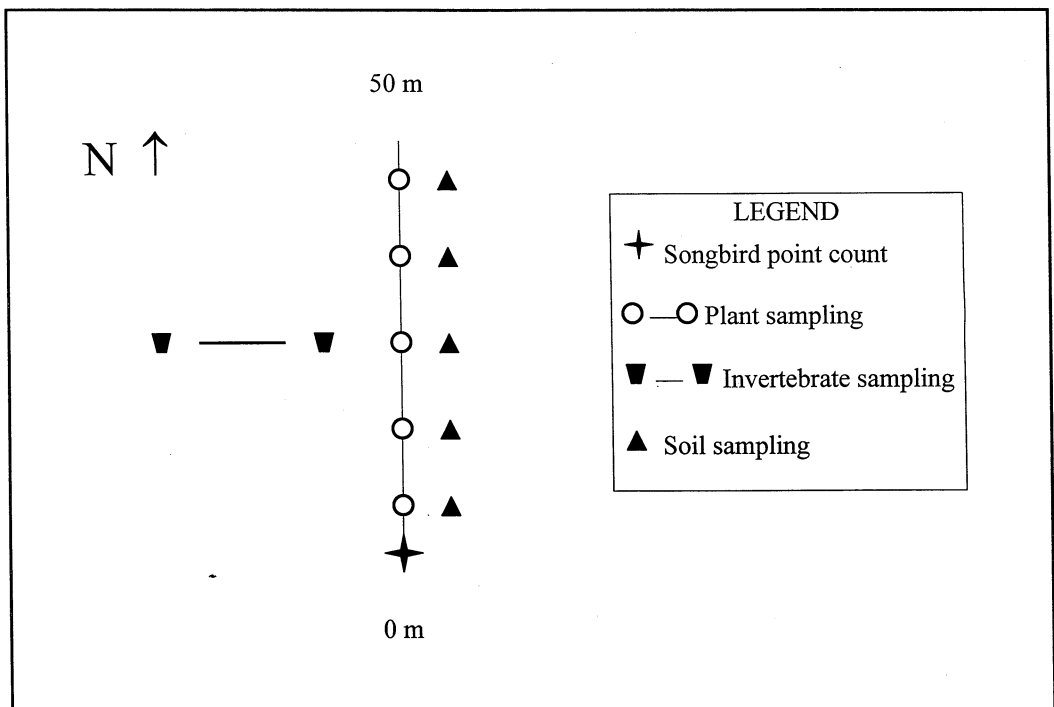 50 m
N ↑
LEGEND
Songbird point count
Plant sampling
Invertebrate sampling
Soil sampling
0 m